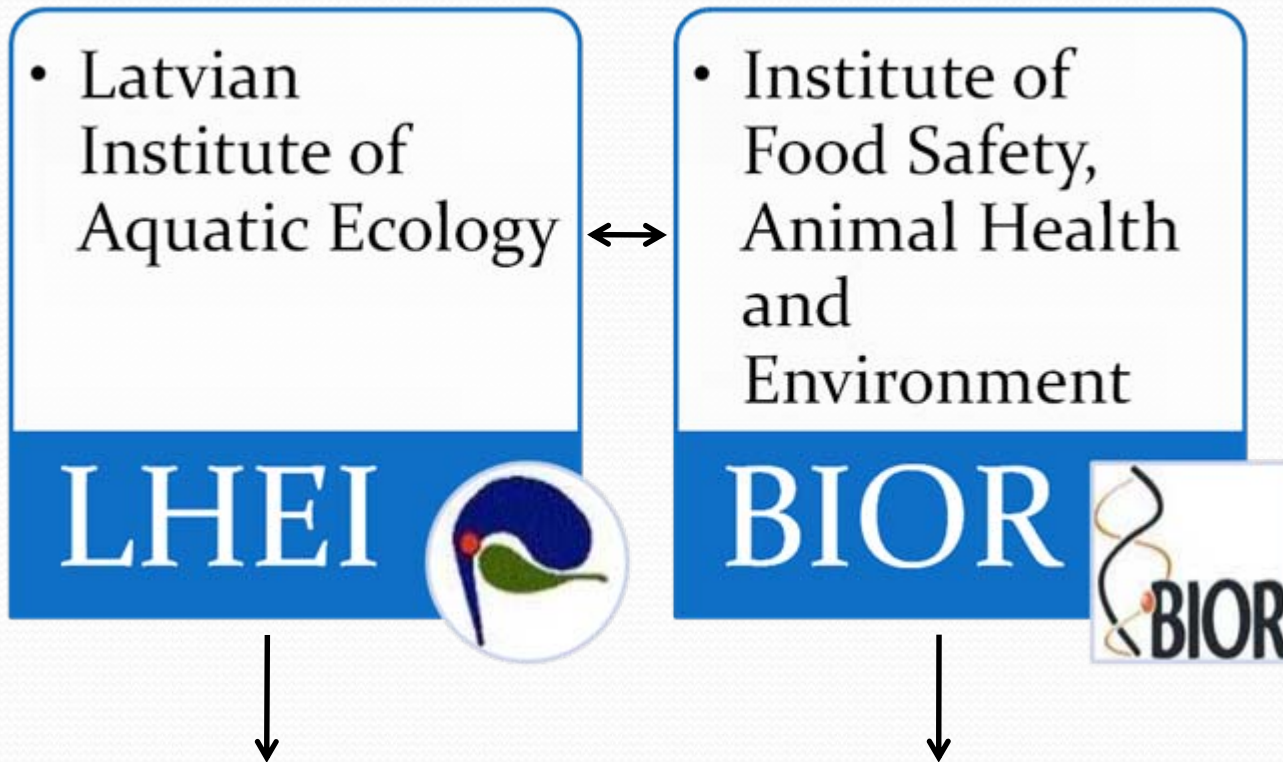 • Latvian
Institute of
Aquatic Ecology
LHEI
• Institute of
Food Safety,
Animal Health
and
Environment
BIOR
BIOR